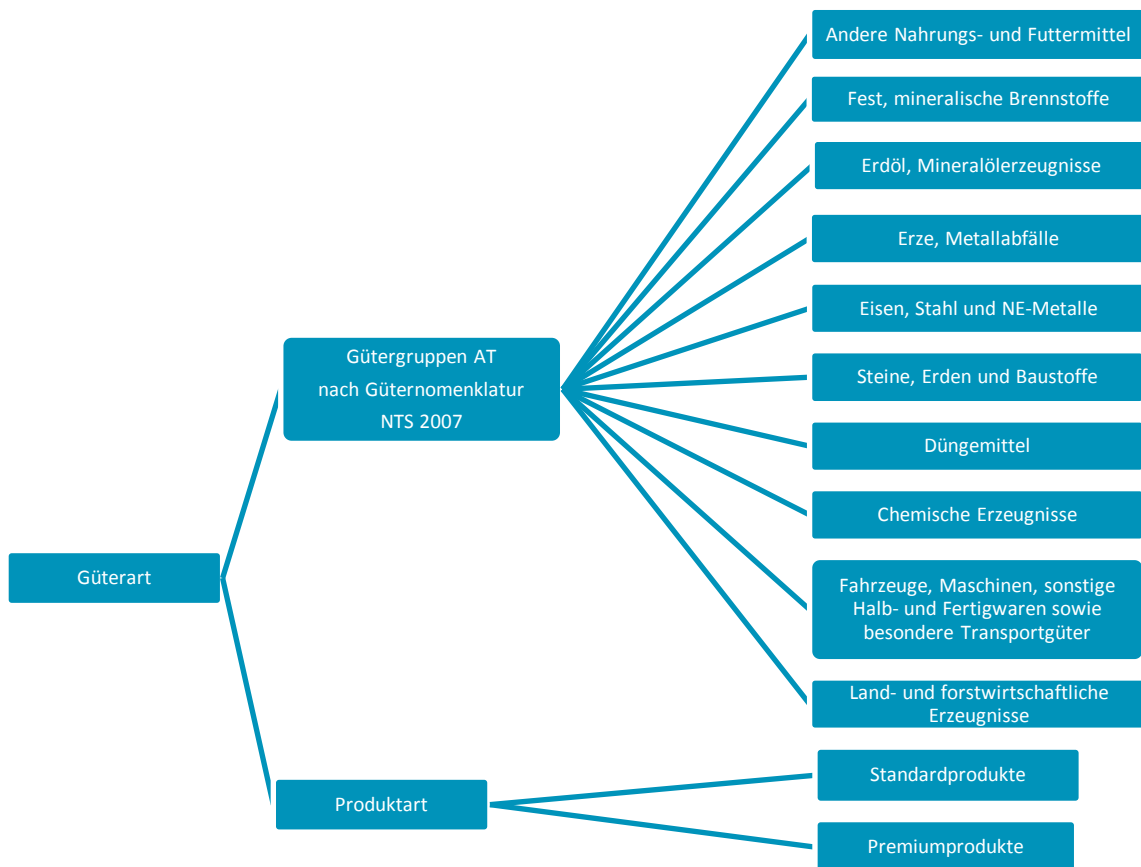 Andere Nahrungs- und Futtermittel
Fest, mineralische Brennstoffe
Erdöl, Mineralölerzeugnisse
Erze, Metallabfälle
Eisen, Stahl und NE-Metalle
Gütergruppen AT
nach Güternomenklatur
NTS 2007
Steine, Erden und Baustoffe
Düngemittel
Chemische Erzeugnisse
Güterart
Fahrzeuge, Maschinen, sonstige
Halb- und Fertigwaren sowie
besondere Transportgüter
Land- und forstwirtschaftliche
Erzeugnisse
Produktart
Standardprodukte
Premiumprodukte